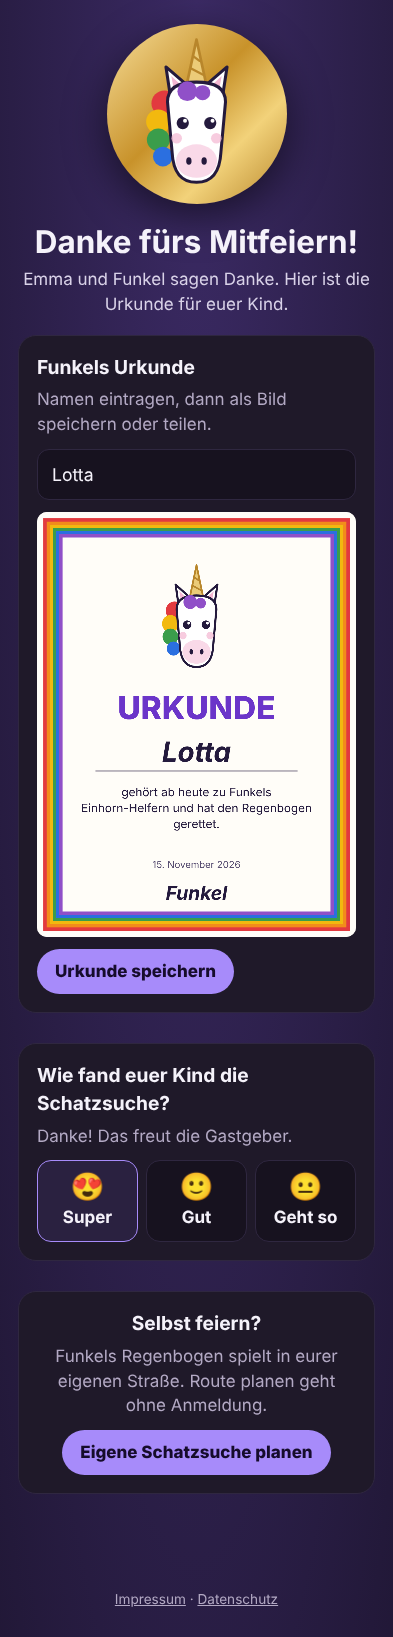 Danke fürs Mitfeiern!
Emma und Funkel sagen Danke. Hier ist die
Urkunde für euer Kind.
Funkels Urkunde
Namen eintragen, dann als Bild
speichern oder teilen.
Lotta
URKUNDE
Lotta
gehört ab heute zu Funkels
Einhorn-Helfern und hat den Regenbogen
gerettet.
15. November 2026
Funkel
Urkunde speichern
Wie fand euer Kind die
Schatzsuche?
Danke! Das freut die Gastgeber.
Super Gut Geht so
Selbst feiern?
Funkels Regenbogen spielt in eurer
eigenen Straße. Route planen geht
ohne Anmeldung.
Eigene Schatzsuche planen
Impressum · Datenschutz